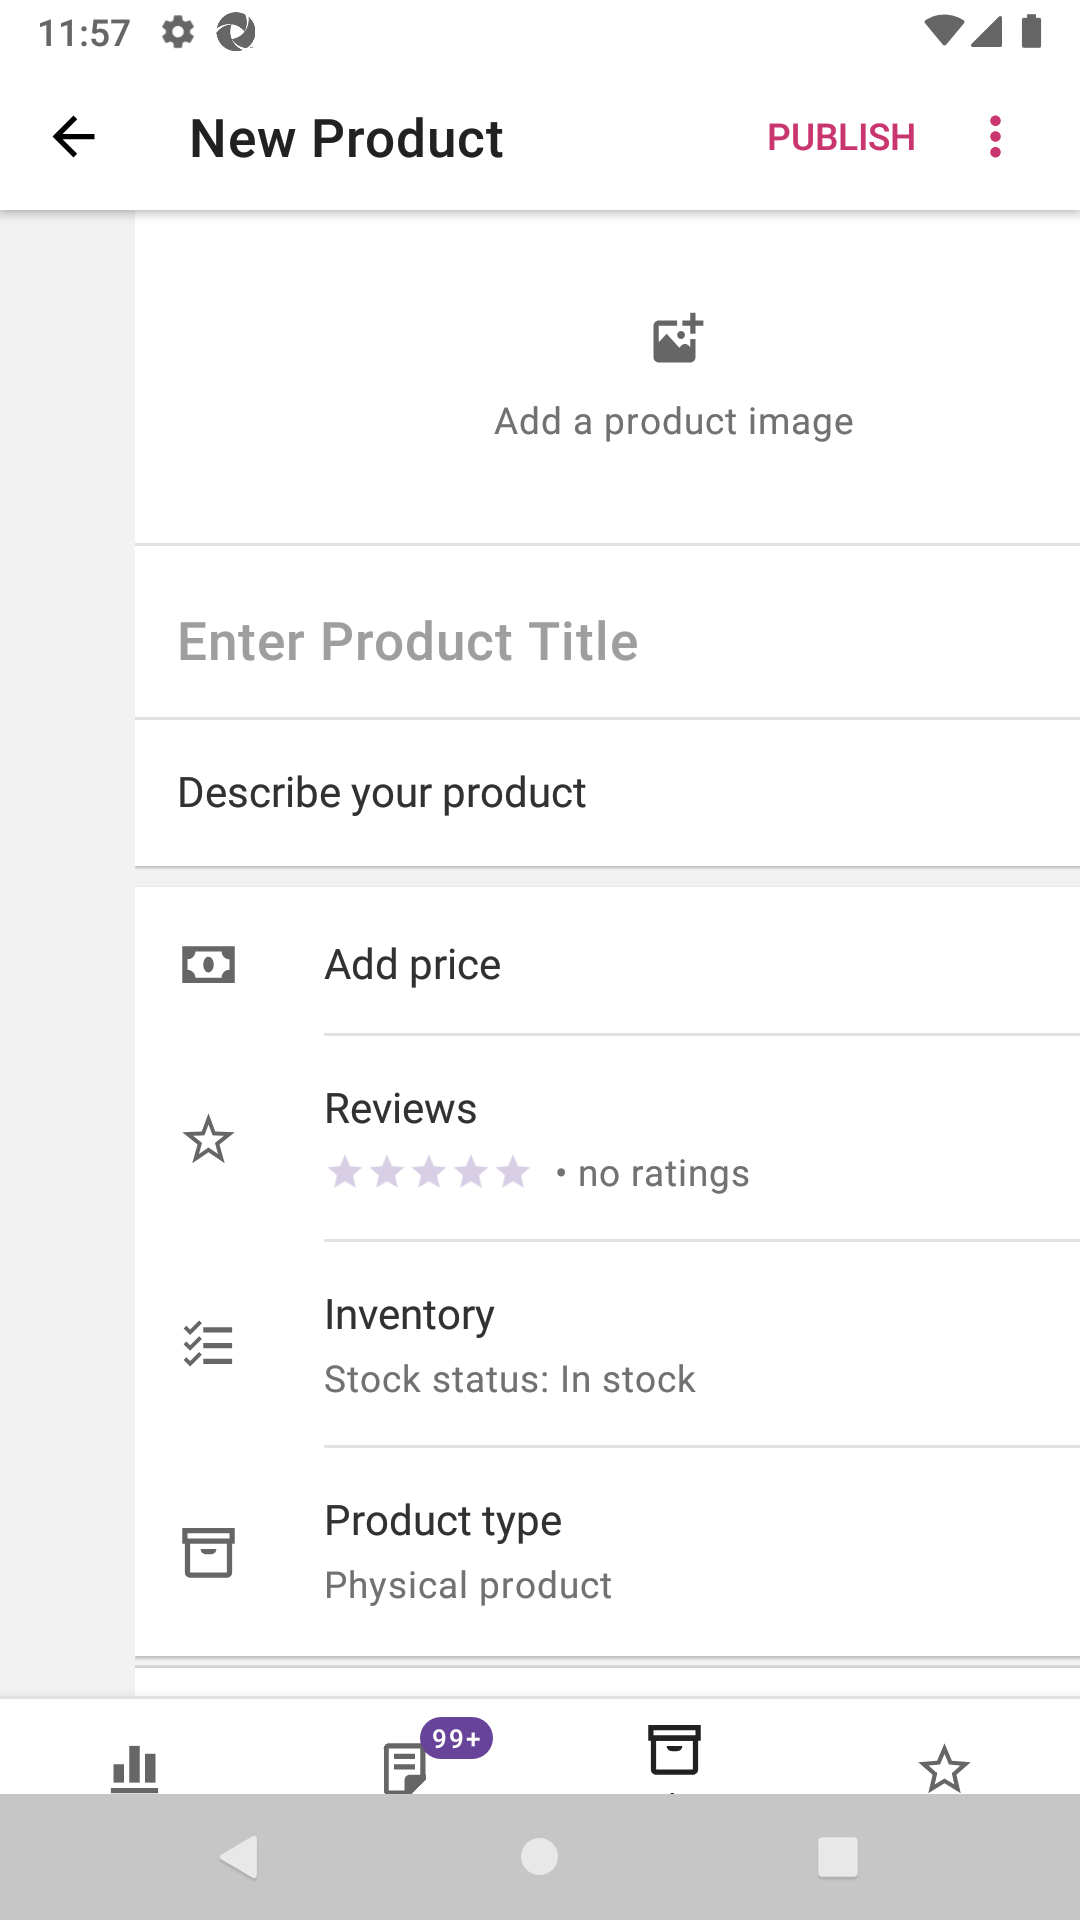 11:57
New Product
PUBLISH
Add a product image
Enter Product Title
Describe your product
Add price
Reviews
• no ratings
Inventory
Stock status: In stock
Product type
Physical product
99+